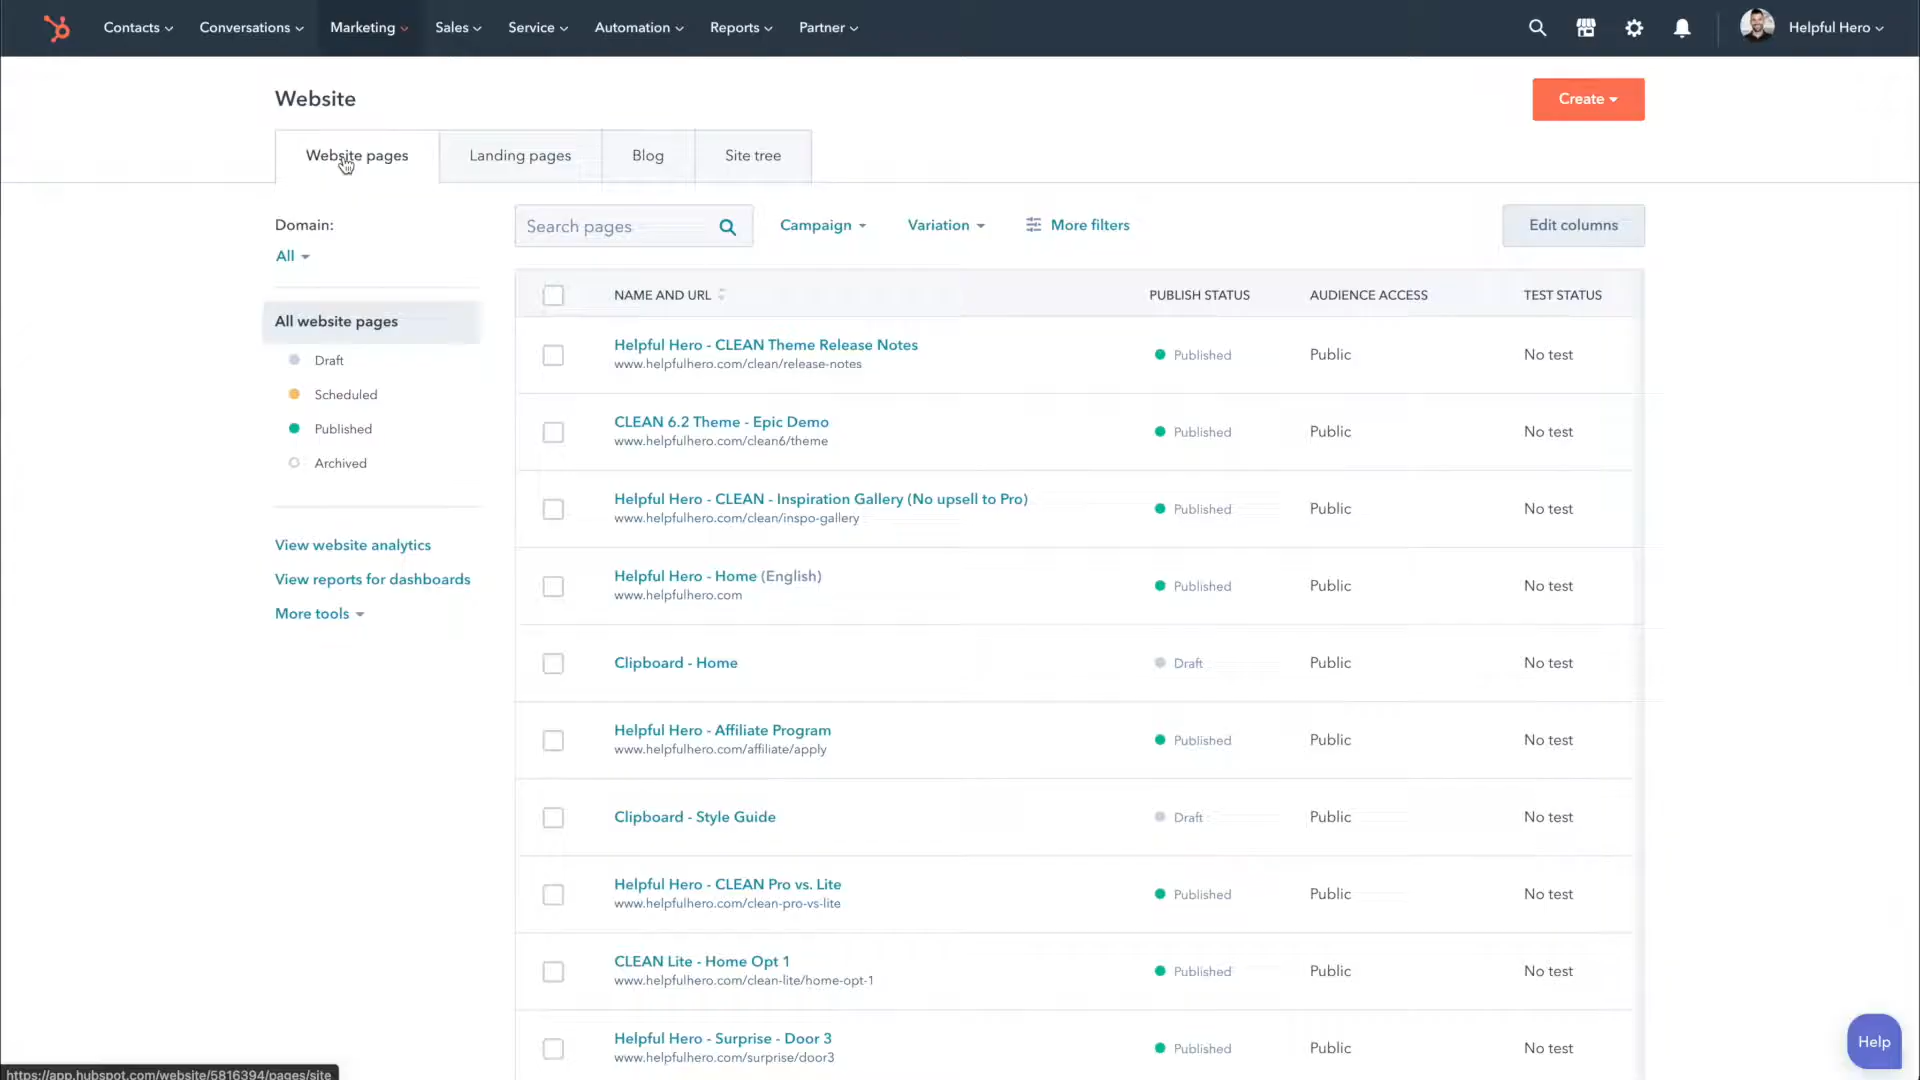 Contacts Conversations Marketing Sales Service Automation Reports Partner Helpful Hero
Website
Create
Website pages Landing pages Blog Site tree
Domain:
All
Search pages Campaign Variation More filters Edit columns
NAME AND URL PUBLISH STATUS AUDIENCE ACCESS TEST STATUS
All website pages
Draft
Scheduled
Published
Archived
View website analytics
View reports for dashboards
More tools
Helpful Hero - CLEAN Theme Release Notes
www.helpfulhero.com/clean/release-notes
Published Public No test
CLEAN 6.2 Theme - Epic Demo
www.helpfulhero.com/clean6/theme
Published Public No test
Helpful Hero - CLEAN - Inspiration Gallery (No upsell to Pro)
www.helpfulhero.com/clean/inspo-gallery
Published Public No test
Helpful Hero - Home (English)
www.helpfulhero.com
Published Public No test
Clipboard - Home
Draft Public No test
Helpful Hero - Affiliate Program
www.helpfulhero.com/affiliate/apply
Published Public No test
Clipboard - Style Guide
Draft Public No test
Helpful Hero - CLEAN Pro vs. Lite
www.helpfulhero.com/clean-pro-vs-lite
Published Public No test
CLEAN Lite - Home Opt 1
www.helpfulhero.com/clean-lite/home-opt-1
Published Public No test
Helpful Hero - Surprise - Door 3
www.helpfulhero.com/surprise/door3
Published Public No test
Help
https://app.hubspot.com/website/5816394/pages/site